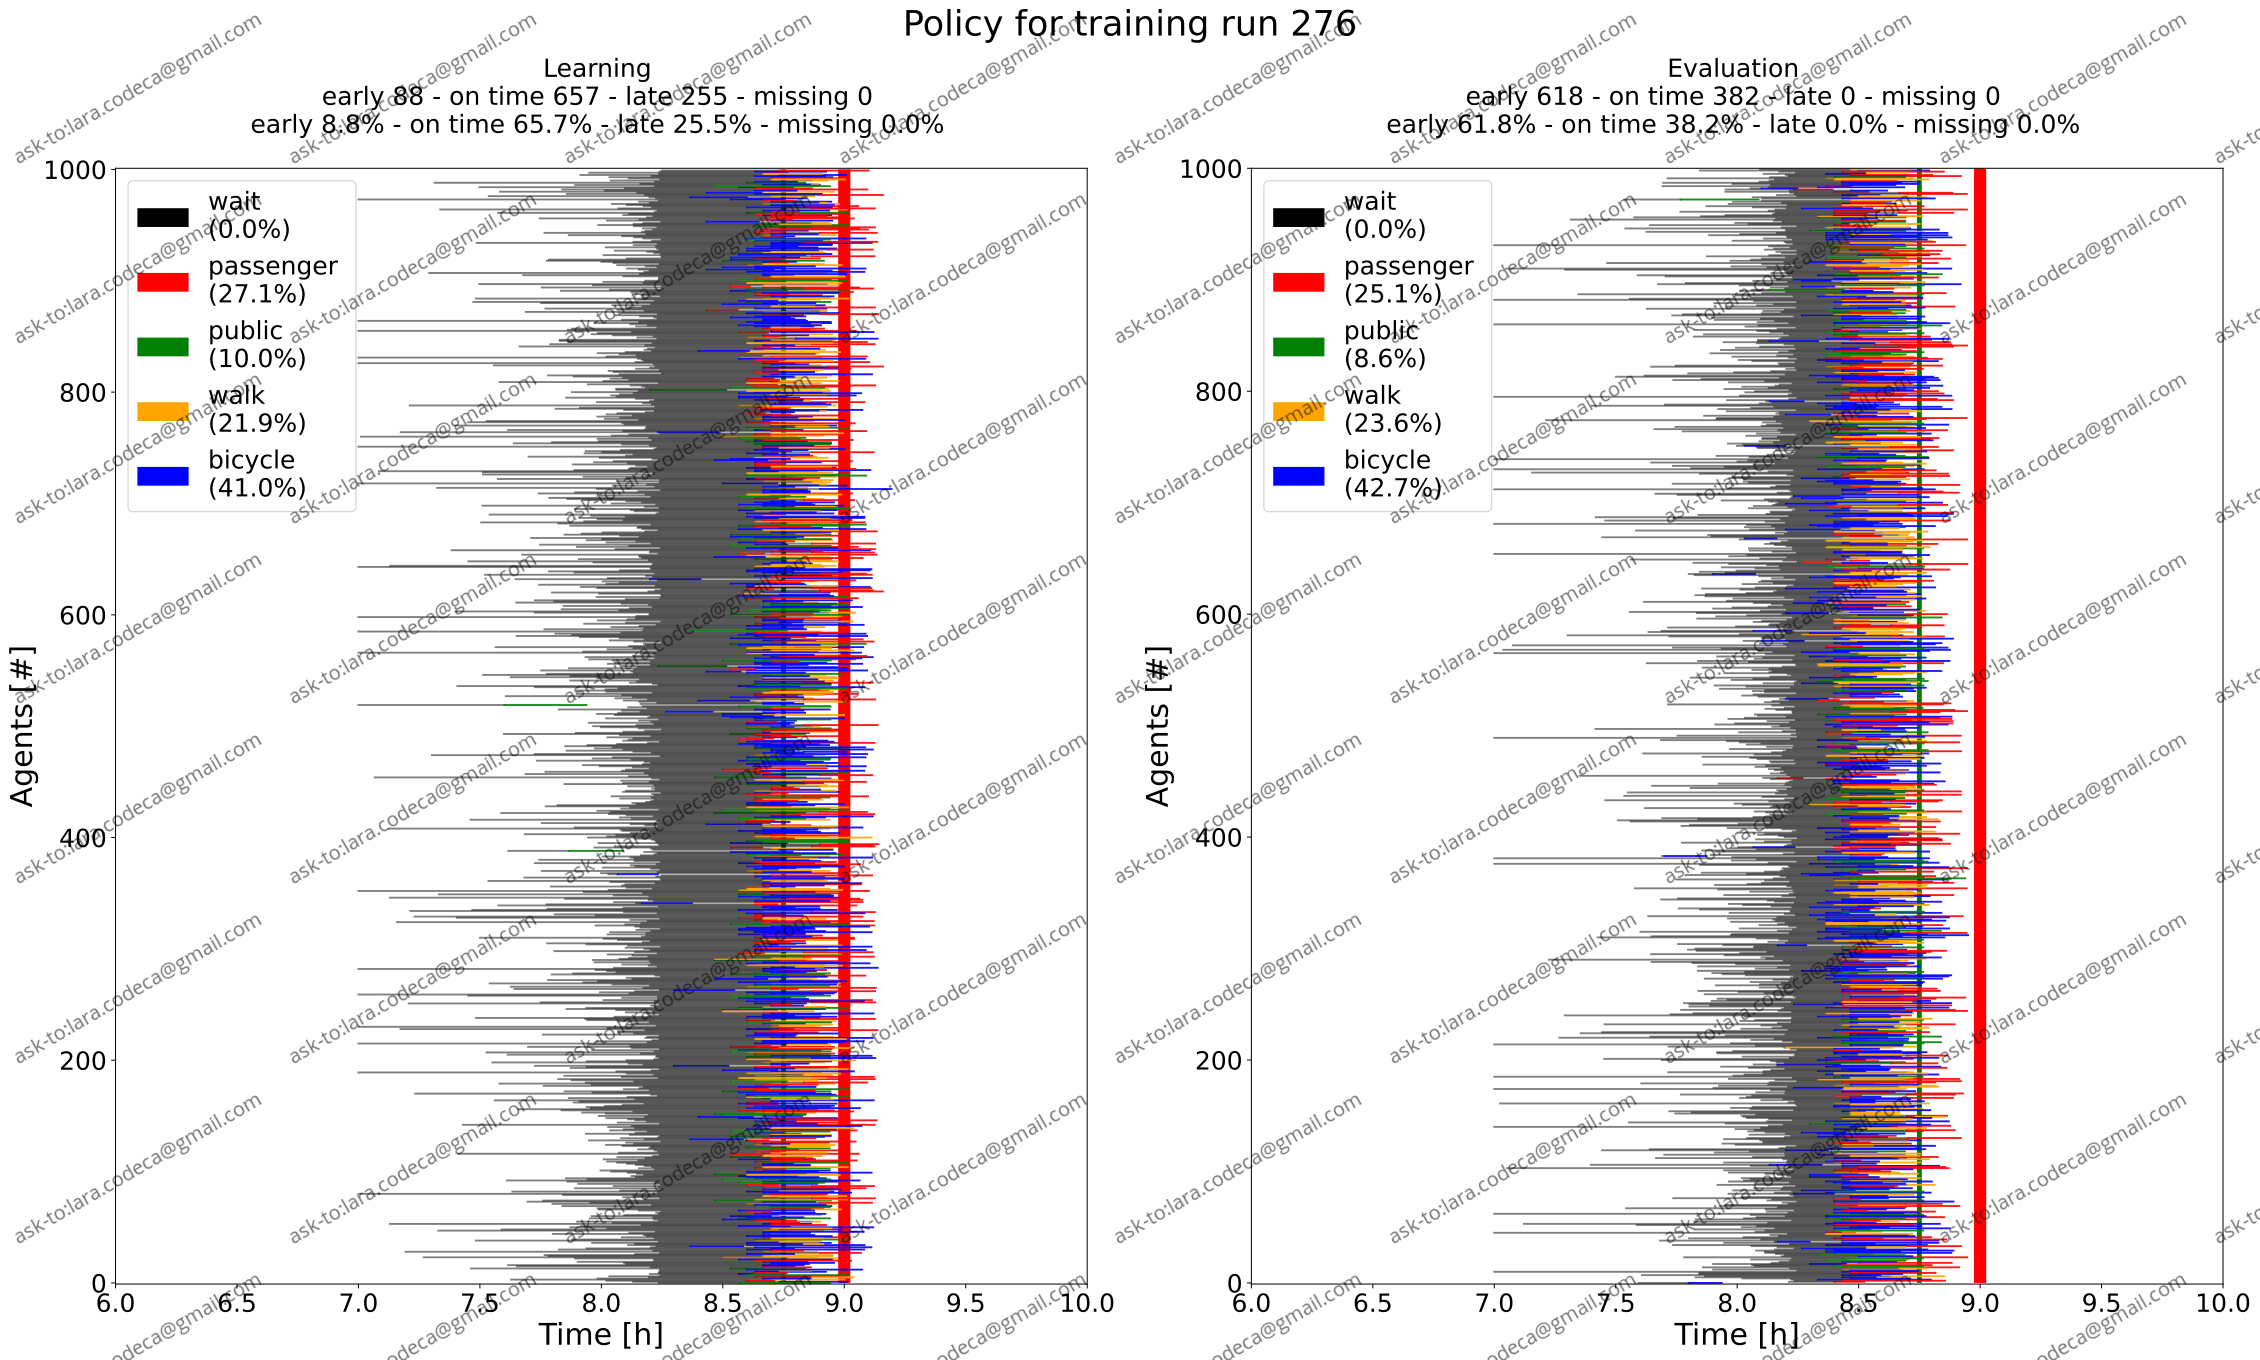 Policy for training run 276
Learning
early 88 - on time 657 - late 255 - missing 0
early 8.8% - on time 65.7% - late 25.5% - missing 0.0%
1000
800
600
400
200
0
Agents [#]
wait
(0.0%)
passenger
(27.1%)
public
(10.0%)
walk
(21.9%)
bicycle
(41.0%)
6.0 6.5 7.0 7.5 8.0 8.5 9.0 9.5 10.0
Time [h]
Evaluation
early 618 - on time 382 - late 0 - missing 0
early 61.8% - on time 38.2% - late 0.0% - missing 0.0%
1000
800
600
400
200
0
Agents [#]
wait
(0.0%)
passenger
(25.1%)
public
(8.6%)
walk
(23.6%)
bicycle
(42.7%)
6.0 6.5 7.0 7.5 8.0 8.5 9.0 9.5 10.0
Time [h]
ask-to:lara.codeca@gmail.com